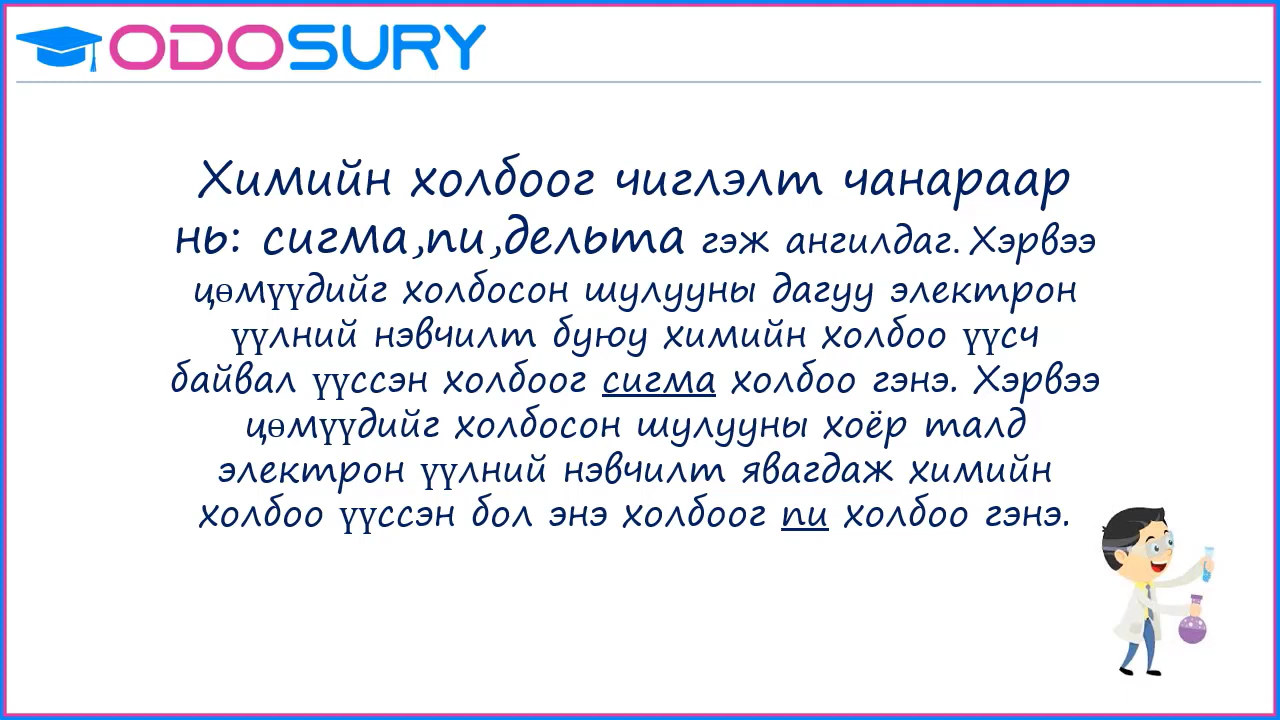 ODOSURY
Химийн холбоог чиглэлт чанараар
нь: сигма,пи,дельта гэж ангилдаг. Хэрвээ
цөмүүдийг холбосон шулууны дагуу электрон
үүлний нэвчилт буюу химийн холбоо үүсч
байвал үүссэн холбоог сигма холбоо гэнэ. Хэрвээ
цөмүүдийг холбосон шулууны хоёр талд
электрон үүлний нэвчилт явагдаж химийн
холбоо үүссэн бол энэ холбоог пи холбоо гэнэ.